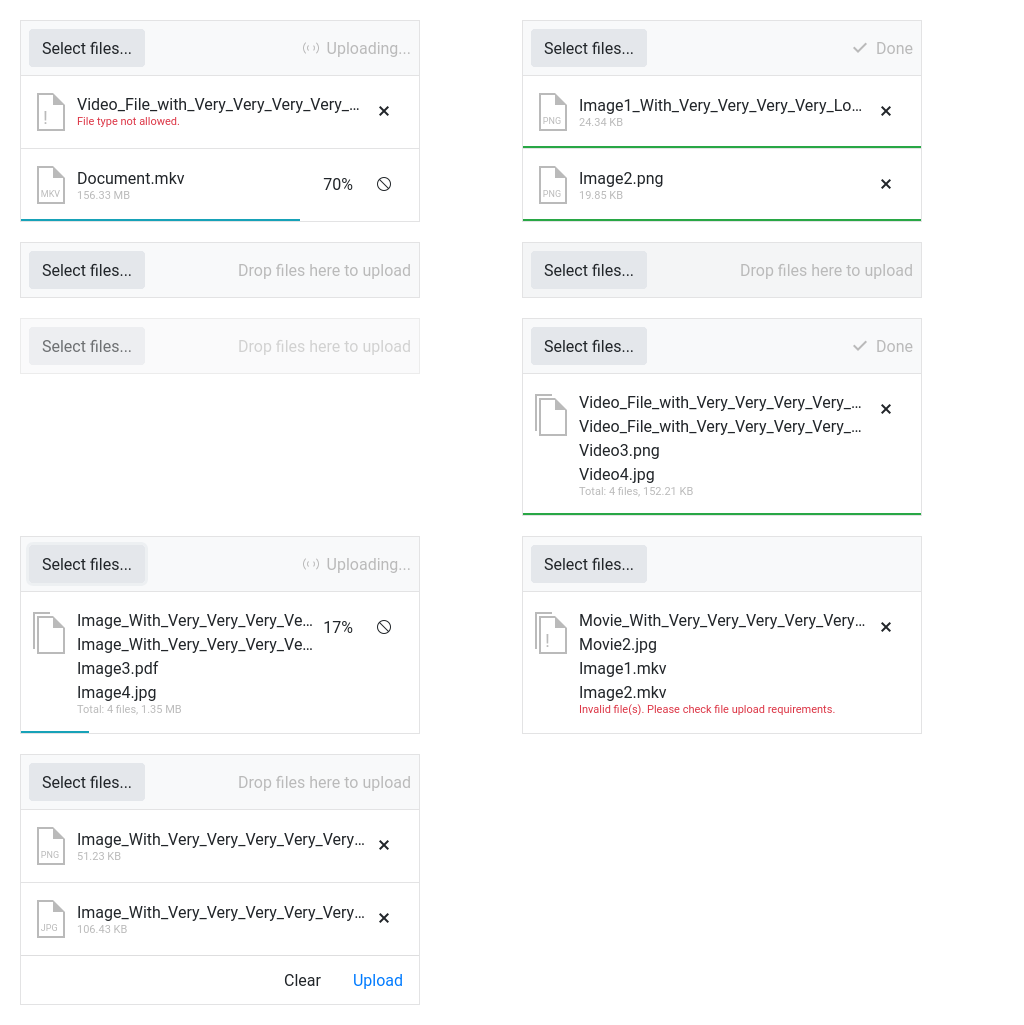 Select files...
Uploading...
Video_File_with_Very_Very_Very_Very_...
File type not allowed.
MKV
Document.mkv
156.33 MB
70%
Select files...
Done
PNG
Image1_With_Very_Very_Very_Very_Lo...
24.34 KB
PNG
Image2.png
19.85 KB
Select files...
Drop files here to upload
Select files...
Drop files here to upload
Select files...
Drop files here to upload
Select files...
Done
Video_File_with_Very_Very_Very_Very_...
Video_File_with_Very_Very_Very_Very_...
Video3.png
Video4.jpg
Total: 4 files, 152.21 KB
Select files...
Uploading...
Image_With_Very_Very_Very_Ve...
17%
Image_With_Very_Very_Very_Ve...
Image3.pdf
Image4.jpg
Total: 4 files, 1.35 MB
Select files...
Movie_With_Very_Very_Very_Very_Very...
Movie2.jpg
Image1.mkv
Image2.mkv
Invalid file(s). Please check file upload requirements.
Select files...
Drop files here to upload
PNG
Image_With_Very_Very_Very_Very_Very...
51.23 KB
JPG
Image_With_Very_Very_Very_Very_Very...
106.43 KB
Clear
Upload